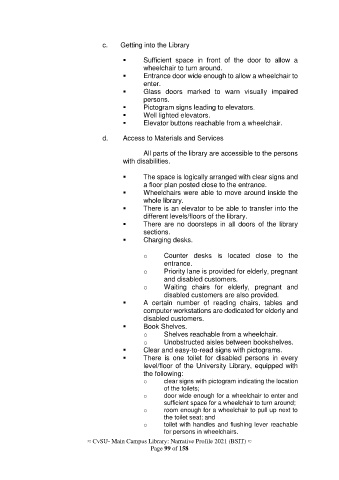 c. Getting into the Library
▪ Sufficient space in front of the door to allow a
wheelchair to turn around.
▪ Entrance door wide enough to allow a wheelchair to
enter.
▪ Glass doors marked to warn visually impaired
persons.
▪ Pictogram signs leading to elevators.
▪ Well lighted elevators.
▪ Elevator buttons reachable from a wheelchair.
d. Access to Materials and Services
All parts of the library are accessible to the persons
with disabilities.
▪ The space is logically arranged with clear signs and
a floor plan posted close to the entrance.
▪ Wheelchairs were able to move around inside the
whole library.
▪ There is an elevator to be able to transfer into the
different levels/floors of the library.
▪ There are no doorsteps in all doors of the library
sections.
▪ Charging desks.
o Counter desks is located close to the
entrance.
o Priority lane is provided for elderly, pregnant
and disabled customers.
o Waiting chairs for elderly, pregnant and
disabled customers are also provided.
▪ A certain number of reading chairs, tables and
computer workstations are dedicated for elderly and
disabled customers.
▪ Book Shelves.
o Shelves reachable from a wheelchair.
o Unobstructed aisles between bookshelves.
▪ Clear and easy-to-read signs with pictograms.
▪ There is one toilet for disabled persons in every
level/floor of the University Library, equipped with
the following:
o clear signs with pictogram indicating the location
of the toilets;
o door wide enough for a wheelchair to enter and
sufficient space for a wheelchair to turn around;
o room enough for a wheelchair to pull up next to
the toilet seat; and
o toilet with handles and flushing lever reachable
for persons in wheelchairs.
≈ CvSU- Main Campus Library: Narrative Profile 2021 (BSIT) ≈
Page 99 of 158